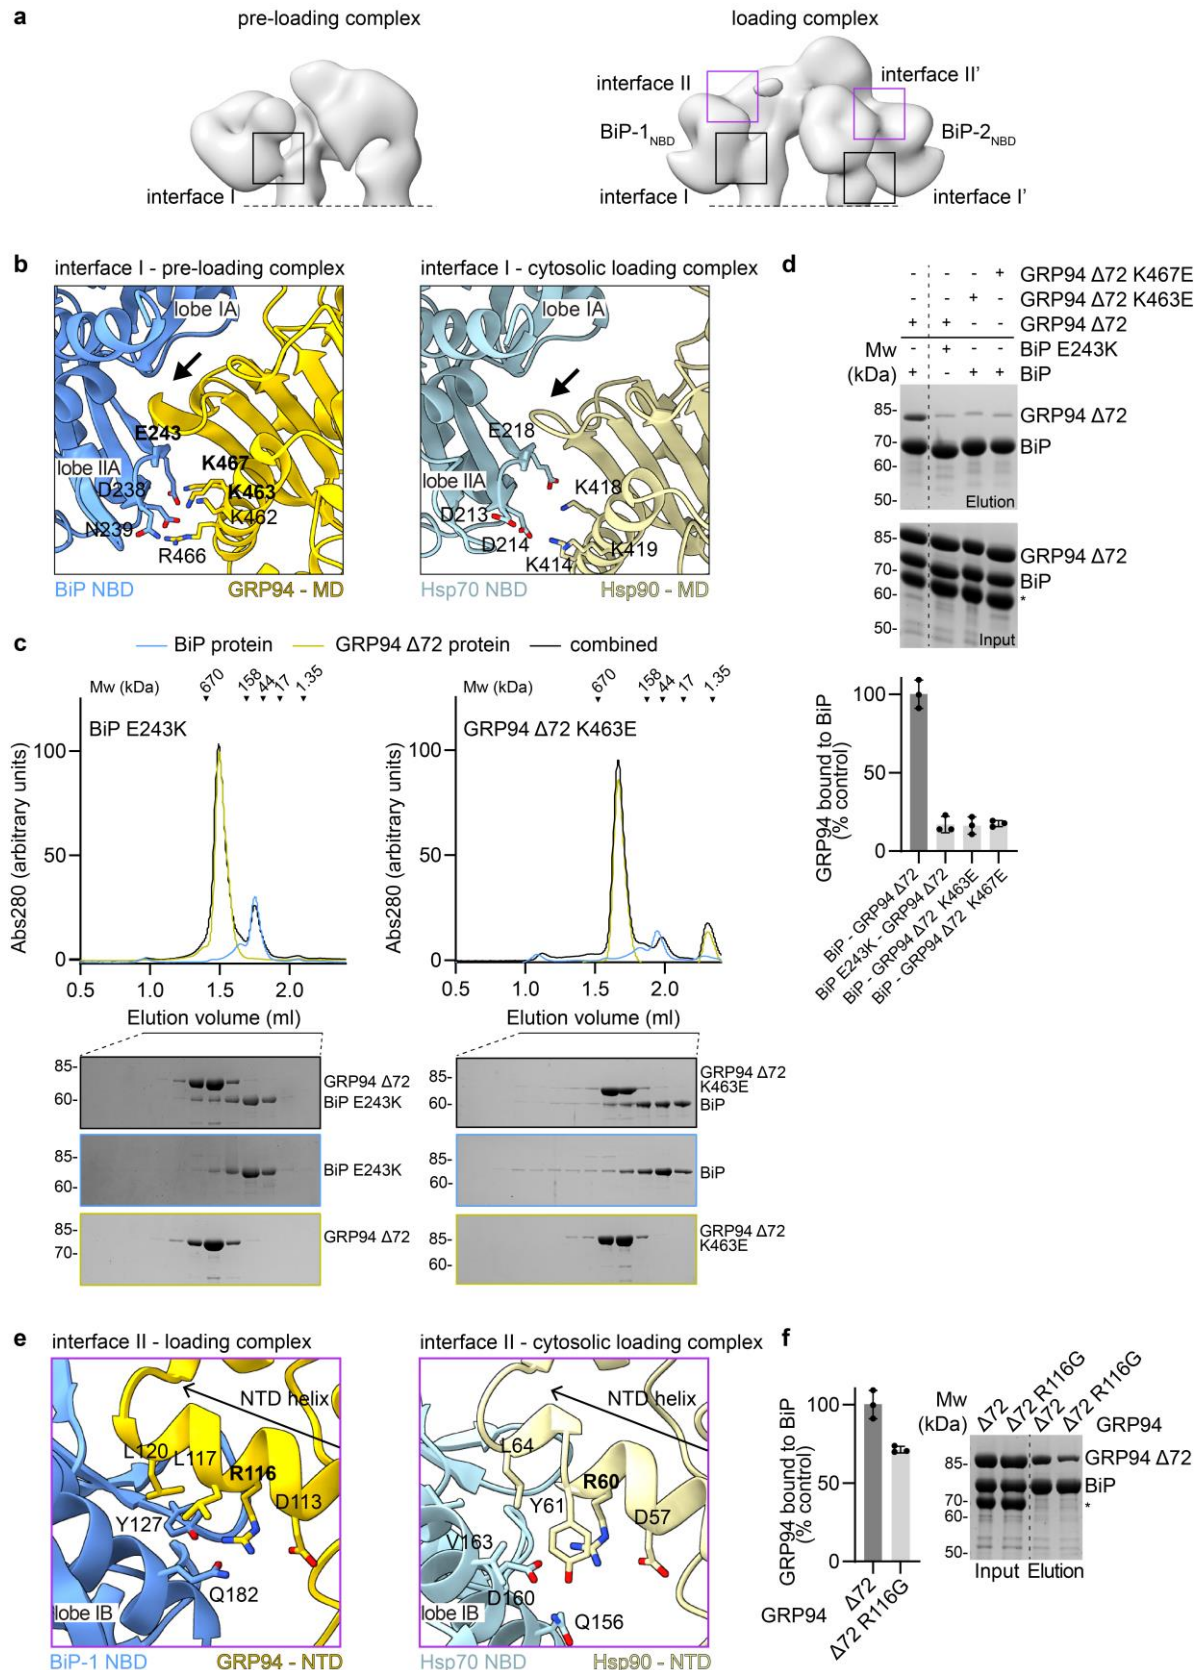 a
pre-loading complex
loading complex
interface I
interface II
BiP-1NBD
interface I
interface II'
BiP-2NBD
interface I'
b
interface I - pre-loading complex
lobe IA
E243
lobe IIA
K467
D238
K463
K462
N239
R466
BiP NBD
GRP94 - MD
interface I - cytosolic loading complex
lobe IA
E218
lobe IIA
K418
D213
D214
K419
K414
Hsp70 NBD
Hsp90 - MD
c
BiP protein
GRP94 Δ72 protein
combined
Mw (kDa)
670
158
44
17
1.35
BiP E243K
Abs280 (arbitrary units)
100
50
0
0.5
1.0
1.5
2.0
Elution volume (ml)
Mw (kDa)
670
158
44
17
1.35
GRP94 Δ72 K463E
Abs280 (arbitrary units)
100
50
0
0.5
1.0
1.5
2.0
Elution volume (ml)
85-
60-
GRP94 Δ72
BiP E243K
85-
60-
BiP E243K
85-
70-
GRP94 Δ72
85-
60-
GRP94 Δ72
K463E
BiP
85-
60-
BiP
85-
60-
GRP94 Δ72
K463E
d
- - - + GRP94 Δ72 K467E
- - + - GRP94 Δ72 K463E
+ + - - GRP94 Δ72
Mw
(kDa)
- + - - BiP E243K
+ - + + BiP
85-
70-
60-
50-
GRP94 Δ72
BiP
Elution
85-
70-
60-
50-
GRP94 Δ72
BiP
*
Input
GRP94 bound to BiP
(% control)
100
50
0
BiP - GRP94 Δ72
BiP E243K - GRP94 Δ72
BiP - GRP94 Δ72 K463E
BiP - GRP94 Δ72 K467E
e
interface II - loading complex
NTD helix
L120
L117
R116
D113
Y127
Q182
lobe IB
BiP-1 NBD
GRP94 - NTD
interface II - cytosolic loading complex
NTD helix
L64
R60
Y61
D57
V163
D160
Q156
lobe IB
Hsp70 NBD
Hsp90 - NTD
f
GRP94 bound to BiP
(% control)
100
50
0
GRP94
Δ72
Δ72 R116G
Mw
(kDa)
Δ72
Δ72 R116G
Δ72
Δ72 R116G
GRP94
85-
70-
60-
50-
GRP94 Δ72
BiP
*
Input
Elution